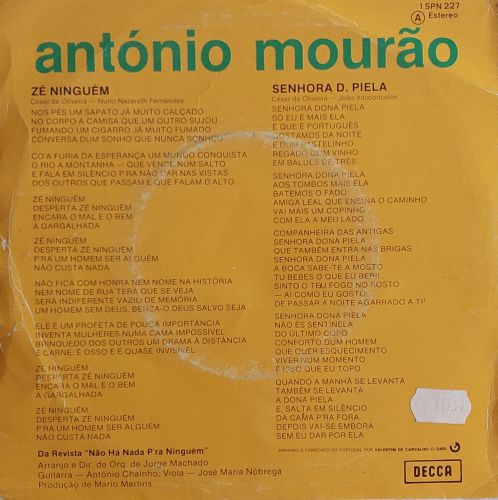 1 SPN 227
A Estereo
antónio mourão
ZÉ NINGUÉM
César de Oliveira — Nuno Nazareth Fernandes
NOS PÉS UM SAPATO JÁ MUITO CALÇADO
NO CORPO A CAMISA QUE UM OUTRO SUJOU
FUMANDO UM CIGARRO JÁ MUITO FUMADO
CONVERSA DUM SONHO QUE NUNCA SONHOU
CO'A FURIA DA ESPERANÇA UM MUNDO CONQUISTA
O RIO A MONTANHA — QUE VENCE NUM SALTO
E FALA EM SILÊNCIO P'RA NÃO DAR NAS VISTAS
DOS OUTROS QUE PASSAM E QUE FALAM D'ALTO
ZÉ NINGUÉM
DESPERTA ZÉ NINGUÉM
ENCARA O MAL E O BEM
À GARGALHADA
ZÉ NINGUÉM
DESPERTA ZÉ NINGUÉM
P'RA UM HOMEM SER ALGUÉM
NÃO CUSTA NADA
NÃO FICA COM HONRA NEM NOME NA HISTÓRIA
NEM NOME DE RUA TERÁ QUE SE VEJA
SERÁ INDIFERENTE VAZIO DE MEMÓRIA
UM HOMEM SEM DEUS, BEIÇA-O DEUS SALVO SEJA
ELE É UM PROFETA DE POUCA IMPORTÂNCIA
INVENTA MULHERES NUMA CAMA IMPOSSÍVEL
BRINQUEDO DOS OUTROS UM DRAMA À DISTÂNCIA
É CARNE, É OSSO E É QUASE INVISÍVEL
ZÉ NINGUÉM
DESPERTA ZÉ NINGUÉM
ENCARA O MAL E O BEM
À GARGALHADA
ZÉ NINGUÉM
DESPERTA ZÉ NINGUÉM
P'RA UM HOMEM SER ALGUÉM
NÃO CUSTA NADA
Da Revista "Não Há Nada P'ra Ninguém"
Arranjo e Dir. de Orq. de Jorge Machado
Guitarra — António Chainho; Viola — José Maria Nóbrega
Produção de Mário Martins
SENHORA D. PIELA
César de Oliveira — João Vasconcelos
SENHORA DONA PIELA
SÓ EU E MAIS ELA
É QUE É PORTUGUÊS
GOSTAMOS DA NOITE
E DUM PASTELINHO
REGADO COM VINHO
EM BALDES DE TRÊS
SENHORA DONA PIELA
AOS TOMBOS MAIS ELA
BATEMOS O FADO
AMIGA LEAL QUE ENSINA O CAMINHO
VAI MAIS UM COPINHO
COM ELA A MEU LADO
COMPANHEIRA DAS ANTIGAS
SENHORA DONA PIELA
QUE TAMBÉM ENTRA NAS BRIGAS
SENHORA DONA PIELA
A BOCA SABE-TE A MOSTO
TU BEBES O QUE EU BEBI!...
SINTO O TEU FOGO NO ROSTO
— AI COMO EU GOSTO
DE PASSAR A NOITE AGARRADO A TI!
SENHORA DONA PIELA
NÃO ÉS SENTINELA
DO ÚLTIMO COPO
CONFORTO DUM HOMEM
QUE QUER ESQUECIMENTO
VIVER NUM MOMENTO
É ISSO QUE EU TOPO
QUANDO A MANHÃ SE LEVANTA
TAMBÉM SE LEVANTA
A DONA PIELA
E, SALTA EM SILÊNCIO
DA CAMA P'RA FORA
DEPOIS VAI-SE EMBORA
SEM EU DAR POR ELA
GRAVADO E FABRICADO EM PORTUGAL POR VALENTIM DE CARVALHO CI SARL
DECCA